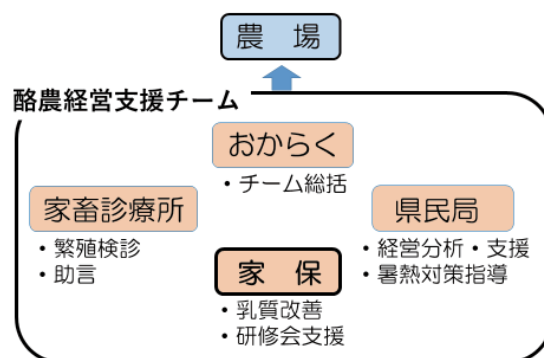 農　場
酪農経営支援チーム
おからく
・チーム総括
家畜診療所
・繁殖検診
・助言
県民局
・経営分析・支援
・暑熱対策指導
家　保
・乳質改善
・研修会支援